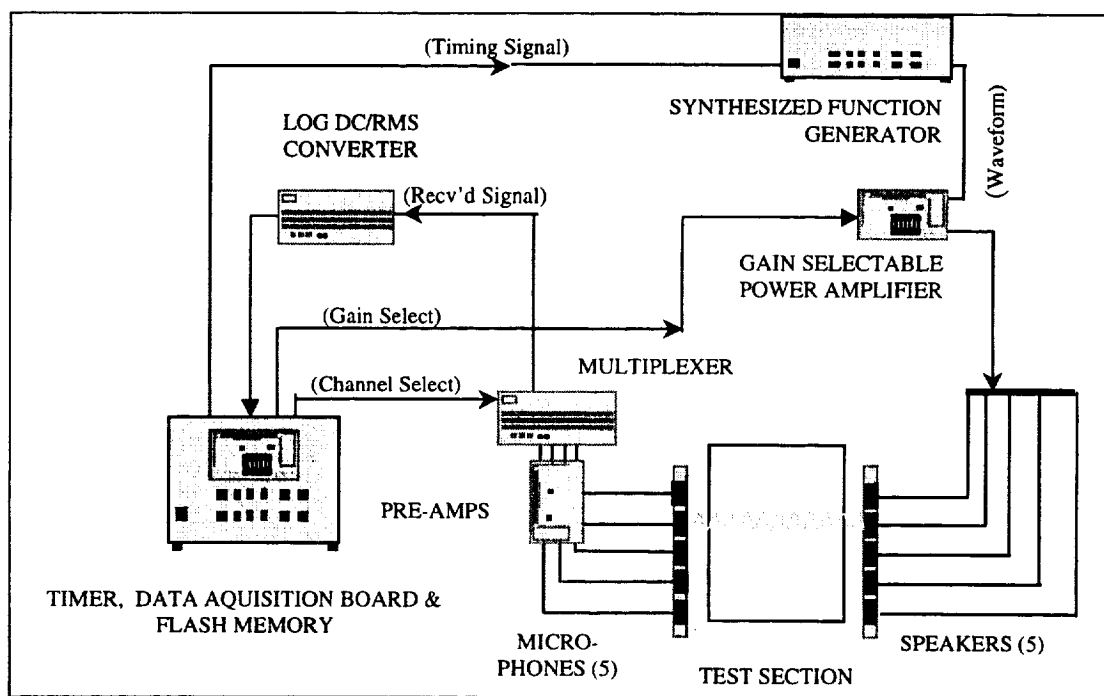 (Timing Signal)
SYNTHESIZED FUNCTION
GENERATOR
(Waveform)
LOG DC/RMS
CONVERTER
(Recv'd Signal)
GAIN SELECTABLE
POWER AMPLIFIER
(Gain Select)
MULTIPLEXER
(Channel Select)
PRE-AMPS
TIMER, DATA AQUISITION BOARD &
FLASH MEMORY
MICRO-
PHONES (5)
TEST SECTION
SPEAKERS (5)